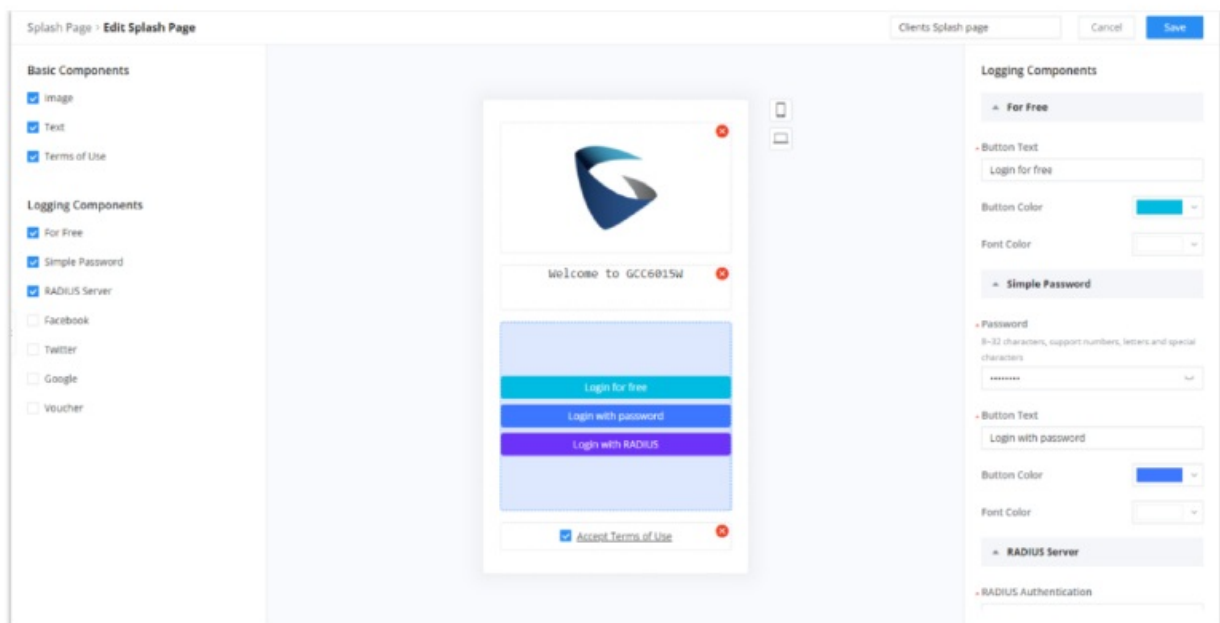 Splash Page > Edit Splash Page
Clients Splash page
Cancel
Save
Basic Components
Image
Text
Terms of Use
Logging Components
For Free
Simple Password
RADIUS Server
Facebook
Twitter
Google
Voucher
Welcome to GCC6015W
Login for free
Login with password
Login with RADIUS
Accept Terms of Use
Logging Components
For Free
Button Text
Login for free
Button Color
Font Color
Simple Password
Password
8~32 characters, support numbers, letters and special
characters
Button Text
Login with password
Button Color
Font Color
RADIUS Server
RADIUS Authentication